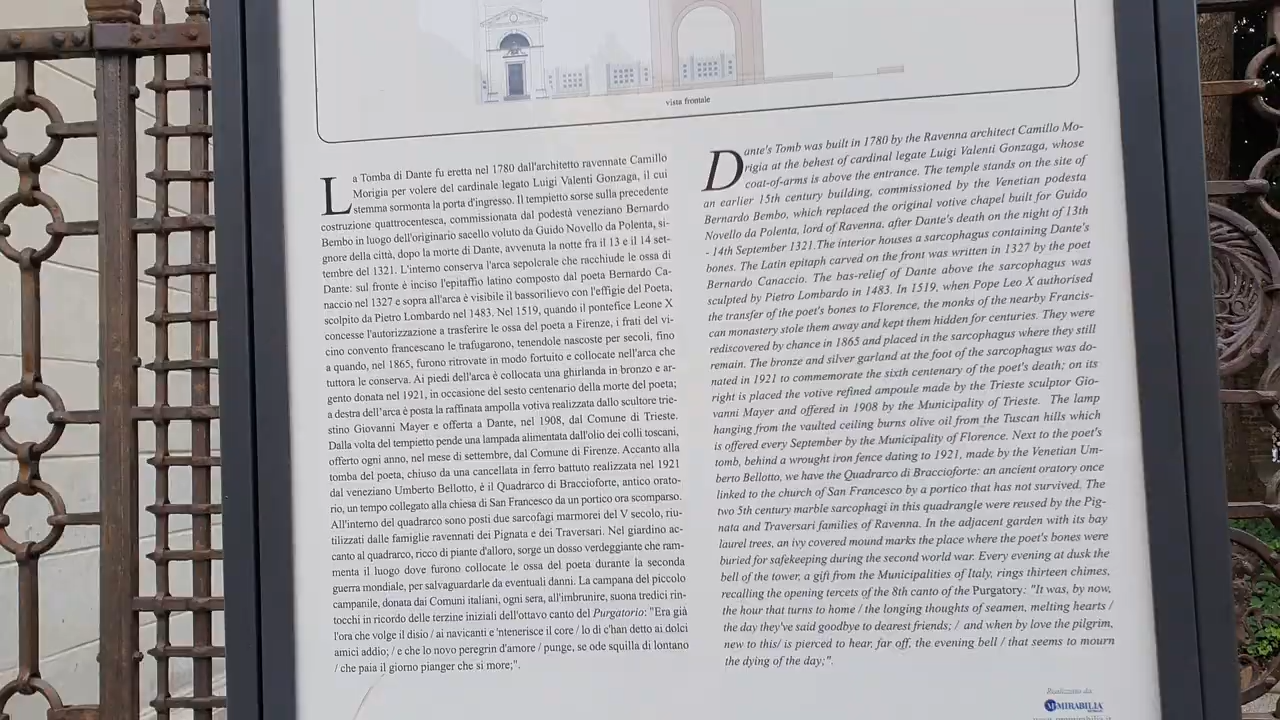 vista frontale
La Tomba di Dante fu eretta nel 1780 dall'architetto ravennate Camillo
Morigia per volere del cardinale legato Luigi Valenti Gonzaga, il cui
stemma sormonta la porta d'ingresso. Il tempietto sorse sulla precedente
costruzione quattrocentesca, commissionata dal podestà veneziano Bernardo
Bembo in luogo dell'originario sacello voluto da Guido Novello da Polenta, si-
gnore della città, dopo la morte di Dante, avvenuta la notte fra il 13 e il 14 set-
tembre del 1321. L'interno conserva l'arca sepolcrale che racchiude le ossa di
Dante: sul fronte è inciso l'epitaffio latino composto dal poeta Bernardo Ca-
naccio nel 1327 e sopra all'arca è visibile il bassorilievo con l'effigie del Poeta,
scolpito da Pietro Lombardo nel 1483. Nel 1519, quando il pontefice Leone X
concesse l'autorizzazione a trasferire le ossa del poeta a Firenze, i frati del vi-
cino convento francescano le trafugarono, tenendole nascoste per secoli, fino
a quando, nel 1865, furono ritrovate in modo fortuito e collocate nell'arca che
tuttora le conserva. Ai piedi dell'arca è collocata una ghirlanda in bronzo e ar-
gento donata nel 1921, in occasione del sesto centenario della morte del poeta;
a destra dell'arca è posta la raffinata ampolla votiva realizzata dallo scultore trie-
stino Giovanni Mayer e offerta a Dante, nel 1908, dal Comune di Trieste.
Dalla volta del tempietto pende una lampada alimentata dall'olio dei colli toscani,
offerto ogni anno, nel mese di settembre, dal Comune di Firenze. Accanto alla
tomba del poeta, chiuso da una cancellata in ferro battuto realizzata nel 1921
dal veneziano Umberto Bellotto, è il Quadrarco di Braccioforte, antico orato-
rio, un tempo collegato alla chiesa di San Francesco da un portico ora scomparso.
All'interno del quadrarco sono posti due sarcofagi marmorei del V secolo, riu-
tilizzati dalle famiglie ravennati dei Pignata e dei Traversari. Nel giardino ac-
canto al quadrarco, ricco di piante d'alloro, sorge un dosso verdeggiante che ram-
menta il luogo dove furono collocate le ossa del poeta durante la seconda
guerra mondiale, per salvaguardarle da eventuali danni. La campana del piccolo
campanile, donata dai Comuni italiani, ogni sera, all'imbrunire, suona tredici rin-
tocchi in ricordo delle terzine iniziali dell'ottavo canto del Purgatorio: "Era già
l'ora che volge il disio / ai navicanti e 'ntenerisce il core / lo di c'han detto ai dolci
amici addio; / e che lo novo peregrin d'amore / punge, se ode squilla di lontano
/ che paia il giorno pianger che si more;".
Dante's Tomb was built in 1780 by the Ravenna architect Camillo Mo-
rigia at the behest of cardinal legate Luigi Valenti Gonzaga, whose
coat-of-arms is above the entrance. The temple stands on the site of
an earlier 15th century building, commissioned by the Venetian podesta
Bernardo Bembo, which replaced the original votive chapel built for Guido
Novello da Polenta, lord of Ravenna, after Dante's death on the night of 13th
- 14th September 1321.The interior houses a sarcophagus containing Dante's
bones. The Latin epitaph carved on the front was written in 1327 by the poet
Bernardo Canaccio. The bas-relief of Dante above the sarcophagus was
sculpted by Pietro Lombardo in 1483. In 1519, when Pope Leo X authorised
the transfer of the poet's bones to Florence, the monks of the nearby Francis-
can monastery stole them away and kept them hidden for centuries. They were
rediscovered by chance in 1865 and placed in the sarcophagus where they still
remain. The bronze and silver garland at the foot of the sarcophagus was do-
nated in 1921 to commemorate the sixth centenary of the poet's death; on its
right is placed the votive refined ampoule made by the Trieste sculptor Gio-
vanni Mayer and offered in 1908 by the Municipality of Trieste. The lamp
hanging from the vaulted ceiling burns olive oil from the Tuscan hills which
is offered every September by the Municipality of Florence. Next to the poet's
tomb, behind a wrought iron fence dating to 1921, made by the Venetian Um-
berto Bellotto, we have the Quadrarco di Braccioforte: an ancient oratory once
linked to the church of San Francesco by a portico that has not survived. The
two 5th century marble sarcophagi in this quadrangle were reused by the Pig-
nata and Traversari families of Ravenna. In the adjacent garden with its bay
laurel trees, an ivy covered mound marks the place where the poet's bones were
buried for safekeeping during the second world war. Every evening at dusk the
bell of the tower, a gift from the Municipalities of Italy, rings thirteen chimes,
recalling the opening tercets of the 8th canto of the Purgatory: "It was, by now,
the hour that turns to home / the longing thoughts of seamen, melting hearts /
the day they've said goodbye to dearest friends; / and when by love the pilgrim,
new to this/ is pierced to hear, far off, the evening bell / that seems to mourn
the dying of the day;".
Realizzato da
MIRABILIA